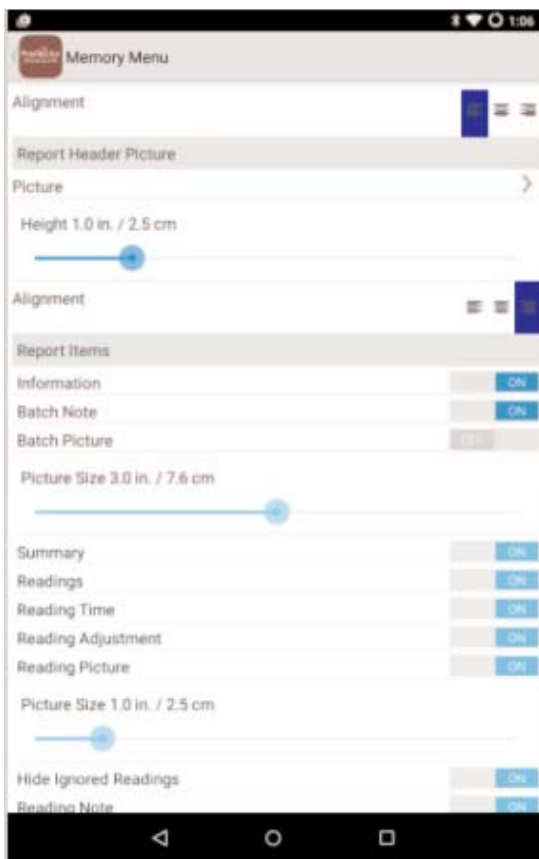 1:06
Memory Menu
Alignment
Report Header Picture
Picture
Height 1.0 in. / 2.5 cm
Alignment
Report Items
Information ON
Batch Note ON
Batch Picture OFF
Picture Size 3.0 in. / 7.6 cm
Summary ON
Readings ON
Reading Time ON
Reading Adjustment ON
Reading Picture ON
Picture Size 1.0 in. / 2.5 cm
Hide Ignored Readings ON
Reading Note ON